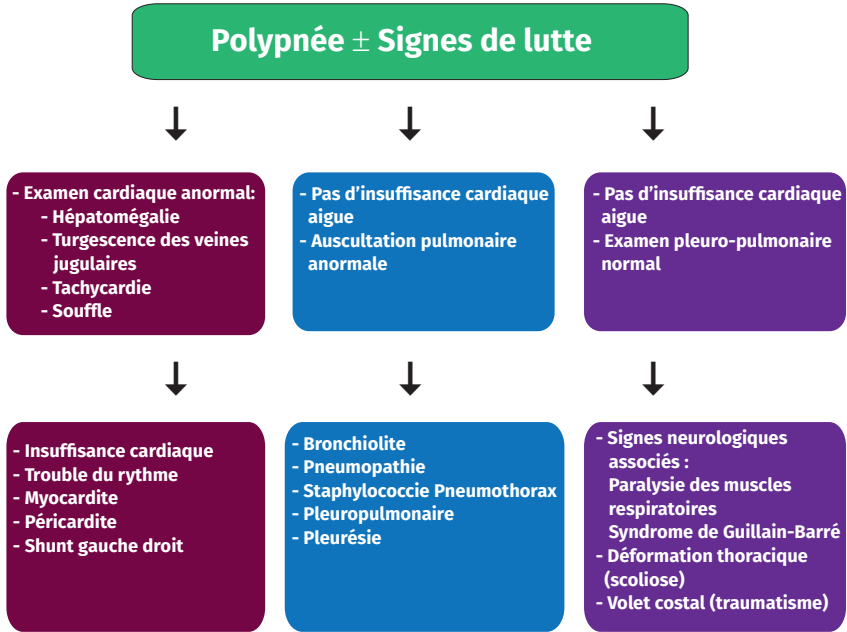 Polypnée ± Signes de lutte
- Examen cardiaque anormal:
- Hépatomégalie
- Turgescence des veines
jugulaires
- Tachycardie
- Souffle
- Pas d'insuffisance cardiaque
aigue
- Auscultation pulmonaire
anormale
- Pas d'insuffisance cardiaque
aigue
- Examen pleuro-pulmonaire
normal
- Insuffisance cardiaque
- Trouble du rythme
- Myocardite
- Péricardite
- Shunt gauche droit
- Bronchiolite
- Pneumopathie
- Staphylococcie Pneumothorax
- Pleuropulmonaire
- Pleurésie
- Signes neurologiques
associés :
Paralysie des muscles
respiratoires
Syndrome de Guillain-Barré
- Déformation thoracique
(scoliose)
- Volet costal (traumatisme)